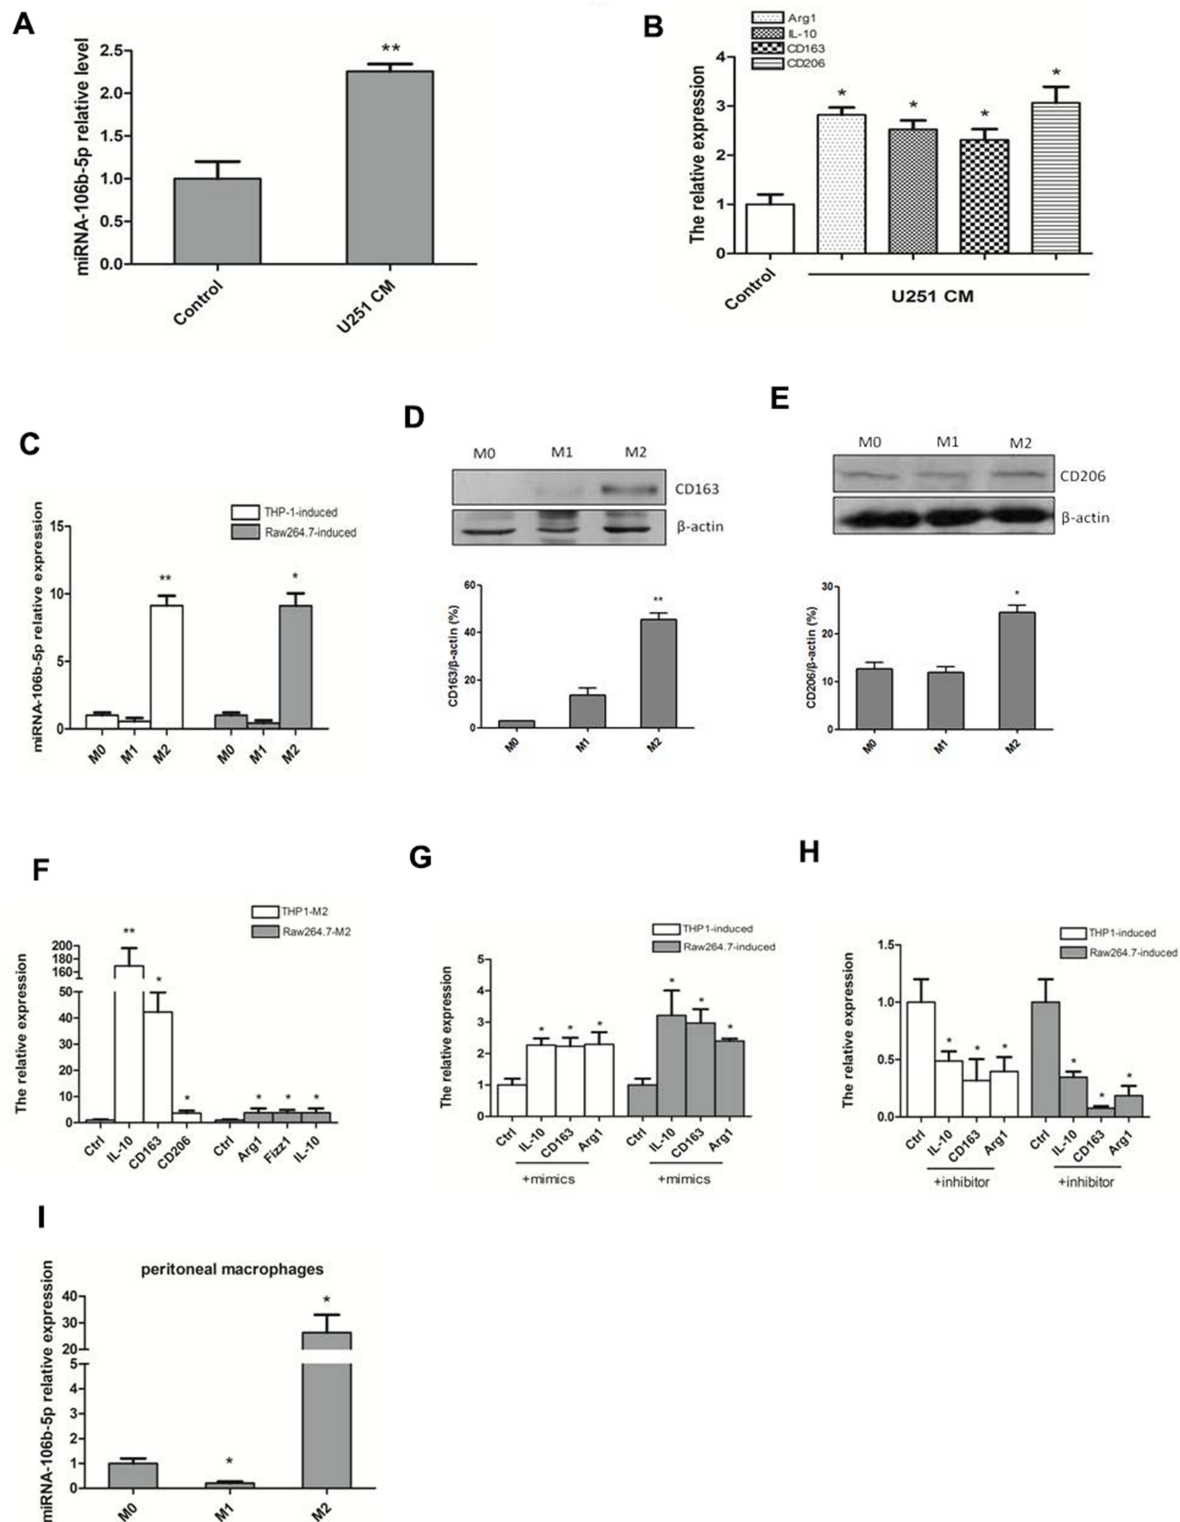 A
miRNA-106b-5p relative level
2.5
2.0
1.5
1.0
0.5
0.0
**
Control
U251 CM
B
Arg1
IL-10
CD163
CD206
The relative expression
4
3
2
1
0
*
*
*
*
Control
U251 CM
C
THP-1-induced
Raw264.7-induced
miRNA-106b-5p relative expression
15
10
5
0
**
*
M0
M1
M2
M0
M1
M2
D
M0 M1 M2
CD163
β-actin
CD163/β-actin (%)
60
40
20
0
**
M0
M1
M2
E
M0 M1 M2
CD206
β-actin
CD206/β-actin (%)
30
20
10
0
*
M0
M1
M2
F
THP1-M2
Raw264.7-M2
The relative expression
200
180
160
50
40
30
20
10
0
**
*
*
*
*
*
Ctrl
IL-10
CD163
CD206
Ctrl
Arg1
Fizz1
IL-10
G
THP1-induced
Raw264.7-induced
The relative expression
5
4
3
2
1
0
*
*
*
*
*
*
Ctrl
IL-10
CD163
Arg1
Ctrl
IL-10
CD163
Arg1
+mimics
+mimics
H
THP1-induced
Raw264.7-induced
The relative expression
1.5
1.0
0.5
0.0
*
*
*
*
*
*
Ctrl
IL-10
CD163
Arg1
Ctrl
IL-10
CD163
Arg1
+inhibitor
+inhibitor
I
peritoneal macrophages
miRNA-106b-5p relative expression
40
30
20
5
4
3
2
1
0
*
*
M0
M1
M2